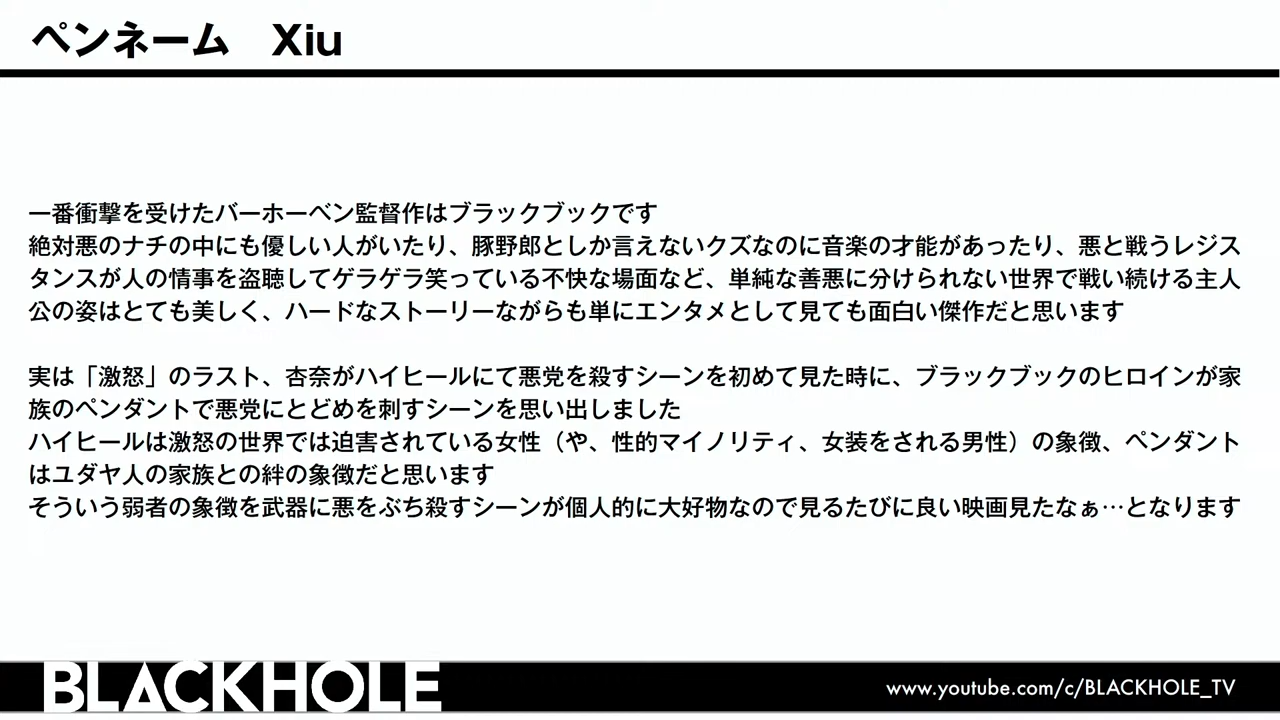 ペンネーム　Xiu
一番衝撃を受けたバーホーベン監督作はブラックブックです
絶対悪のナチの中にも優しい人がいたり、豚野郎としか言えないクズなのに音楽の才能があったり、悪と戦うレジス
タンスが人の情事を盗聴してゲラゲラ笑っている不快な場面など、単純な善悪に分けられない世界で戦い続ける主人
公の姿はとても美しく、ハードなストーリーながらも単にエンタメとして見ても面白い傑作だと思います
実は「激怒」のラスト、杏奈がハイヒールにて悪党を殺すシーンを初めて見た時に、ブラックブックのヒロインが家
族のペンダントで悪党にとどめを刺すシーンを思い出しました
ハイヒールは激怒の世界では迫害されている女性（や、性的マイノリティ、女装をされる男性）の象徴、ペンダント
はユダヤ人の家族との絆の象徴だと思います
そういう弱者の象徴を武器に悪をぶち殺すシーンが個人的に大好物なので見るたびに良い映画見たなぁ…となります
BLACKHOLE
www.youtube.com/c/BLACKHOLE_TV